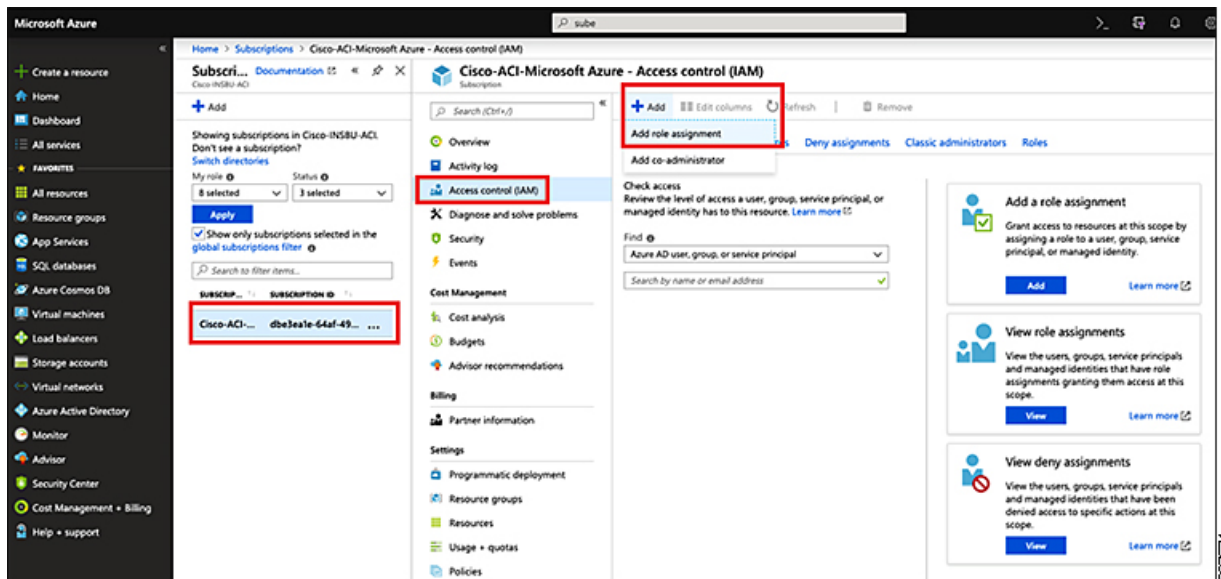 Microsoft Azure
sube
Home > Subscriptions > Cisco-ACI-Microsoft Azure - Access control (IAM)
Create a resource
Home
Dashboard
All services
FAVORITES
All resources
Resource groups
App Services
SQL databases
Azure Cosmos DB
Virtual machines
Load balancers
Storage accounts
Virtual networks
Azure Active Directory
Monitor
Advisor
Security Center
Cost Management + Billing
Help + support
Subscri... Documentation
Cisco-INSBU-ACI
Add
Showing subscriptions in Cisco-INSBU-ACI.
Don't see a subscription?
Switch directories
My role Status
8 selected 3 selected
Apply
Show only subscriptions selected in the
global subscriptions filter
Search to filter items...
SUBSCRIP... SUBSCRIPTION ID
Cisco-ACI-... dbe3ea1e-64af-49... ...
Cisco-ACI-Microsoft Azure - Access control (IAM)
Subscription
Search (Ctrl+/)
Overview
Activity log
Access control (IAM)
Diagnose and solve problems
Security
Events
Cost Management
Cost analysis
Budgets
Advisor recommendations
Billing
Partner information
Settings
Programmatic deployment
Resource groups
Resources
Usage + quotas
Policies
Add Edit columns Refresh Remove
Add role assignment
Add co-administrator
Deny assignments Classic administrators Roles
Check access
Review the level of access a user, group, service principal, or
managed identity has to this resource. Learn more
Find
Azure AD user, group, or service principal
Search by name or email address
Add a role assignment
Grant access to resources at this scope by
assigning a role to a user, group, service
principal, or managed identity.
Add Learn more
View role assignments
View the users, groups, service principals
and managed identities that have role
assignments granting them access at this
scope.
View Learn more
View deny assignments
View the users, groups, service principals
and managed identities that have been
denied access to specific actions at this
scope.
View Learn more